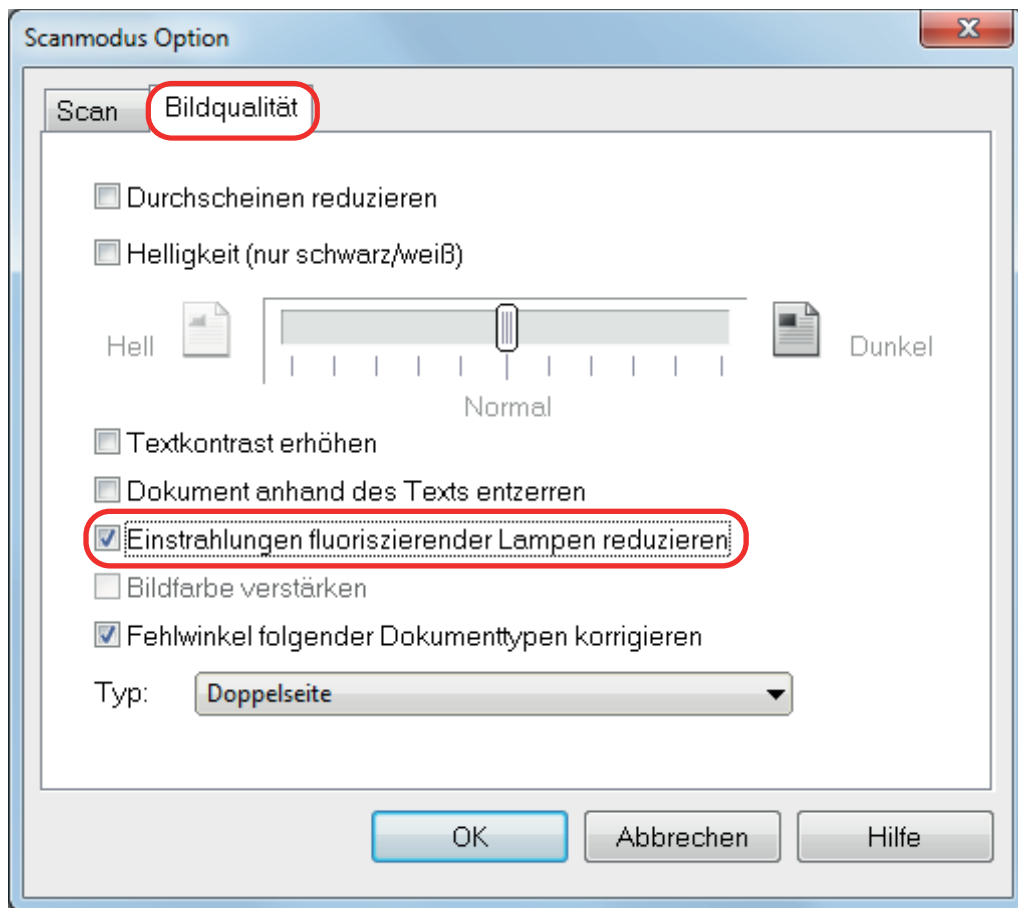 Scanmodus Option
Scan Bildqualität
Durchscheinen reduzieren
Helligkeit (nur schwarz/weiß)
Hell Dunkel
Normal
Textkontrast erhöhen
Dokument anhand des Texts entzerren
Einstrahlungen fluoriszierender Lampen reduzieren
Bildfarbe verstärken
Fehlwinkel folgender Dokumenttypen korrigieren
Typ: Doppelseite
OK Abbrechen Hilfe